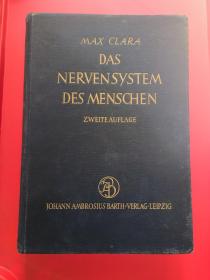 MAX CLARA
DAS
NERVENSYSTEM
DES MENSCHEN
ZWEITE AUFLAGE
JOHANN AMBROSIUS BARTH · VERLAG · LEIPZIG